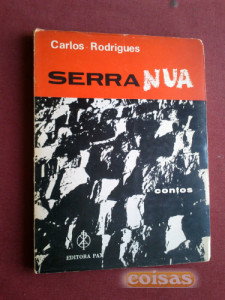 Carlos Rodrigues
SERRA NUA
contos
EDITORA PAX
coisas